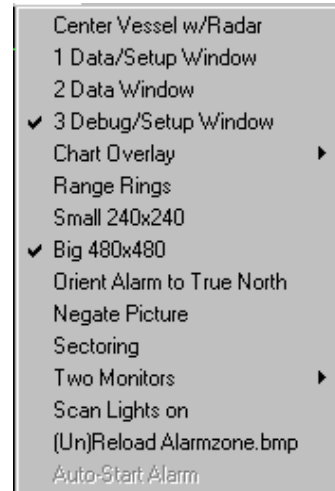 Center Vessel w/Radar
1 Data/Setup Window
2 Data Window
3 Debug/Setup Window
Chart Overlay
Range Rings
Small 240x240
Big 480x480
Orient Alarm to True North
Negate Picture
Sectoring
Two Monitors
Scan Lights on
(Un)Reload Alarmzone.bmp
Auto-Start Alarm